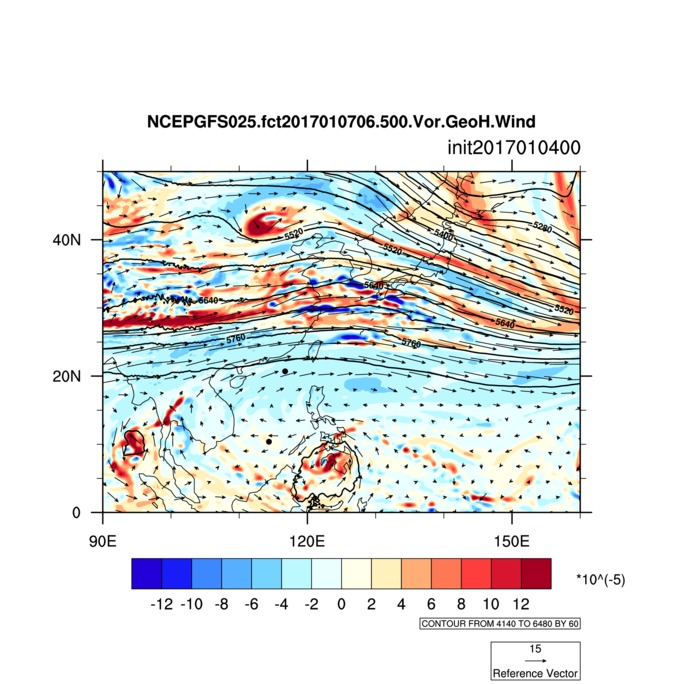 NCEPGFS025.fct2017010706.500.Vor.GeoH.Wind
init2017010400
40N
20N
0
90E 120E 150E
5520
5520
5400
5280
5640
5640
5520
5640
5760
5760
-12 -10 -8 -6 -4 -2 0 2 4 6 8 10 12
*10^(-5)
CONTOUR FROM 4140 TO 6480 BY 60
15
Reference Vector